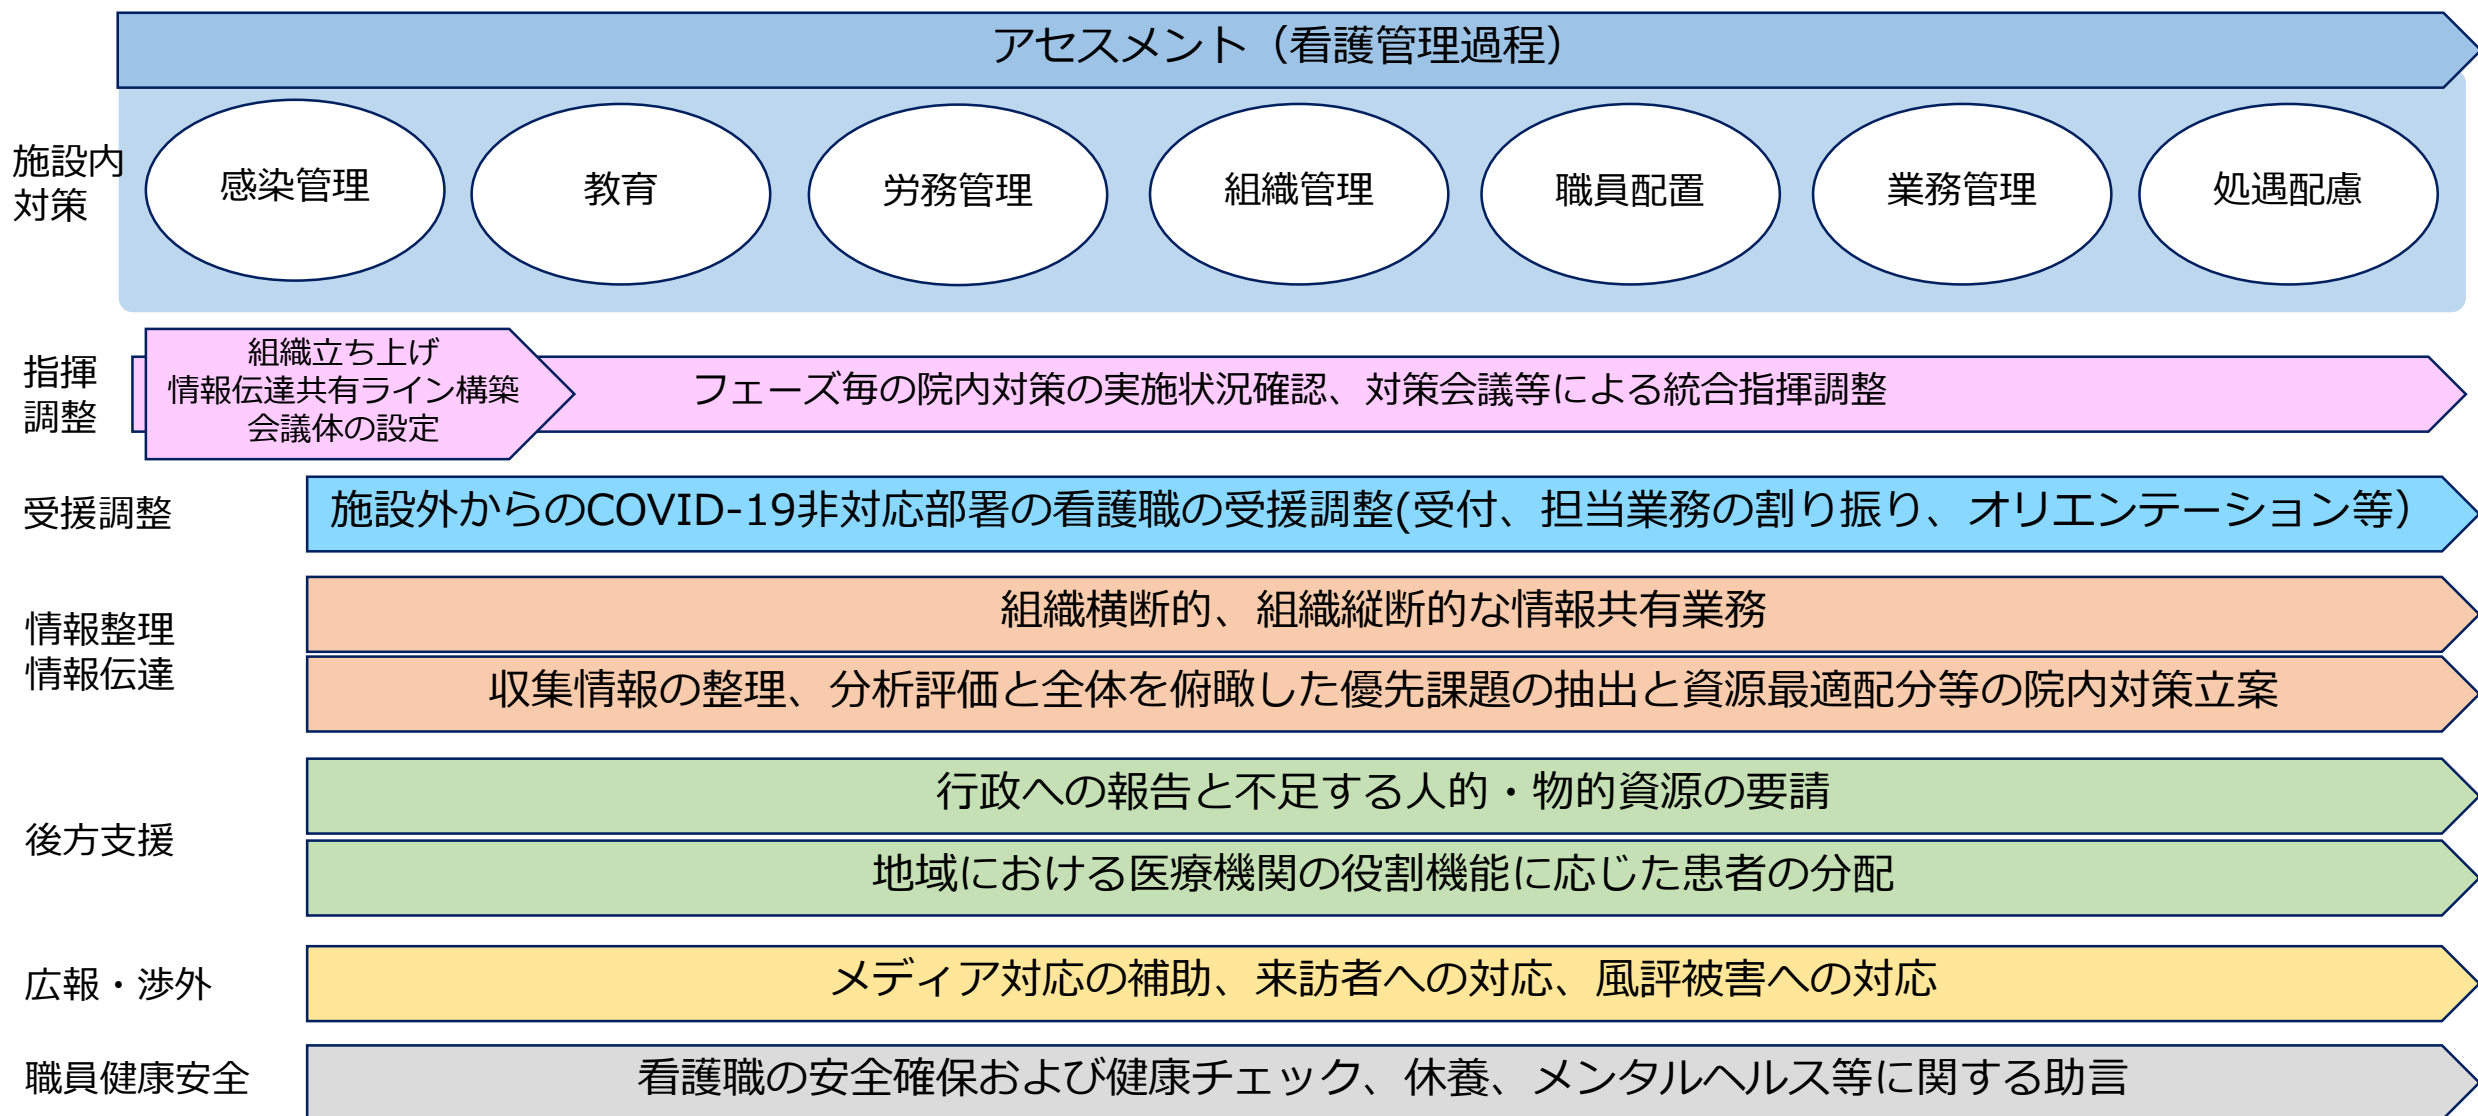 アセスメント（看護管理過程）
施設内
対策
感染管理
教育
労務管理
組織管理
職員配置
業務管理
処遇配慮
指揮
調整
組織立ち上げ
情報伝達共有ライン構築
会議体の設定
フェーズ毎の院内対策の実施状況確認、対策会議等による統合指揮調整
受援調整
施設外からのCOVID-19非対応部署の看護職の受援調整(受付、担当業務の割り振り、オリエンテーション等）
情報整理
情報伝達
組織横断的、組織縦断的な情報共有業務
収集情報の整理、分析評価と全体を俯瞰した優先課題の抽出と資源最適配分等の院内対策立案
後方支援
行政への報告と不足する人的・物的資源の要請
地域における医療機関の役割機能に応じた患者の分配
広報・渉外
メディア対応の補助、来訪者への対応、風評被害への対応
職員健康安全
看護職の安全確保および健康チェック、休養、メンタルヘルス等に関する助言